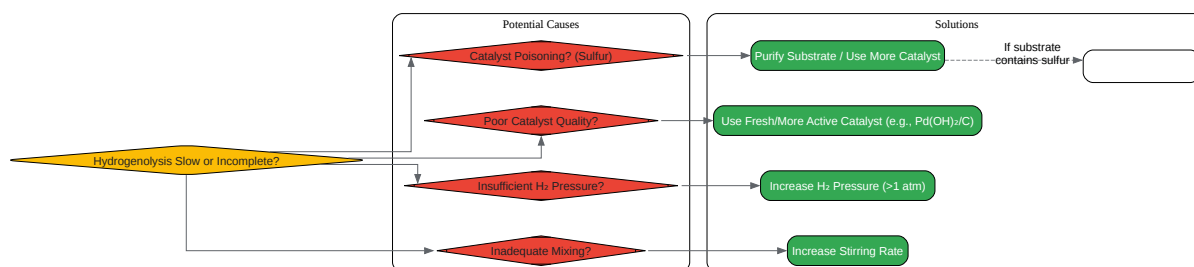 Potential Causes
Solutions
Catalyst Poisoning? (Sulfur)
Purify Substrate / Use More Catalyst
If substrate
contains sulfur
Poor Catalyst Quality?
Use Fresh/More Active Catalyst (e.g., Pd(OH)₂/C)
Hydrogenolysis Slow or Incomplete?
Insufficient H₂ Pressure?
Increase H₂ Pressure (>1 atm)
Inadequate Mixing?
Increase Stirring Rate